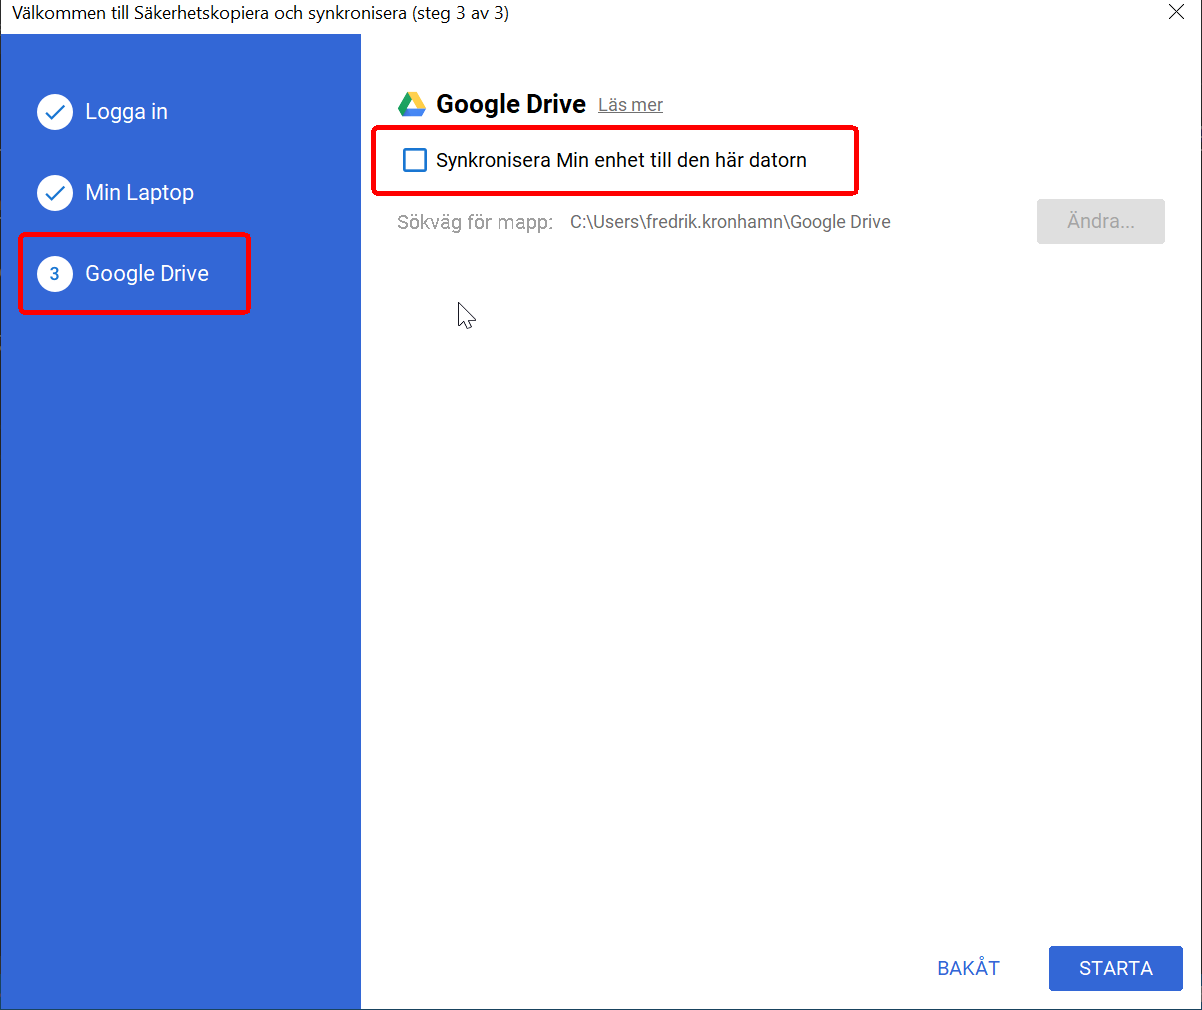 Välkommen till Säkerhetskopiera och synkronisera (steg 3 av 3)
Logga in
Min Laptop
3 Google Drive
Google Drive Läs mer
Synkronisera Min enhet till den här datorn
Sökväg för mapp: C:\Users\fredrik.kronhamn\Google Drive
Ändra...
BAKÅT
STARTA